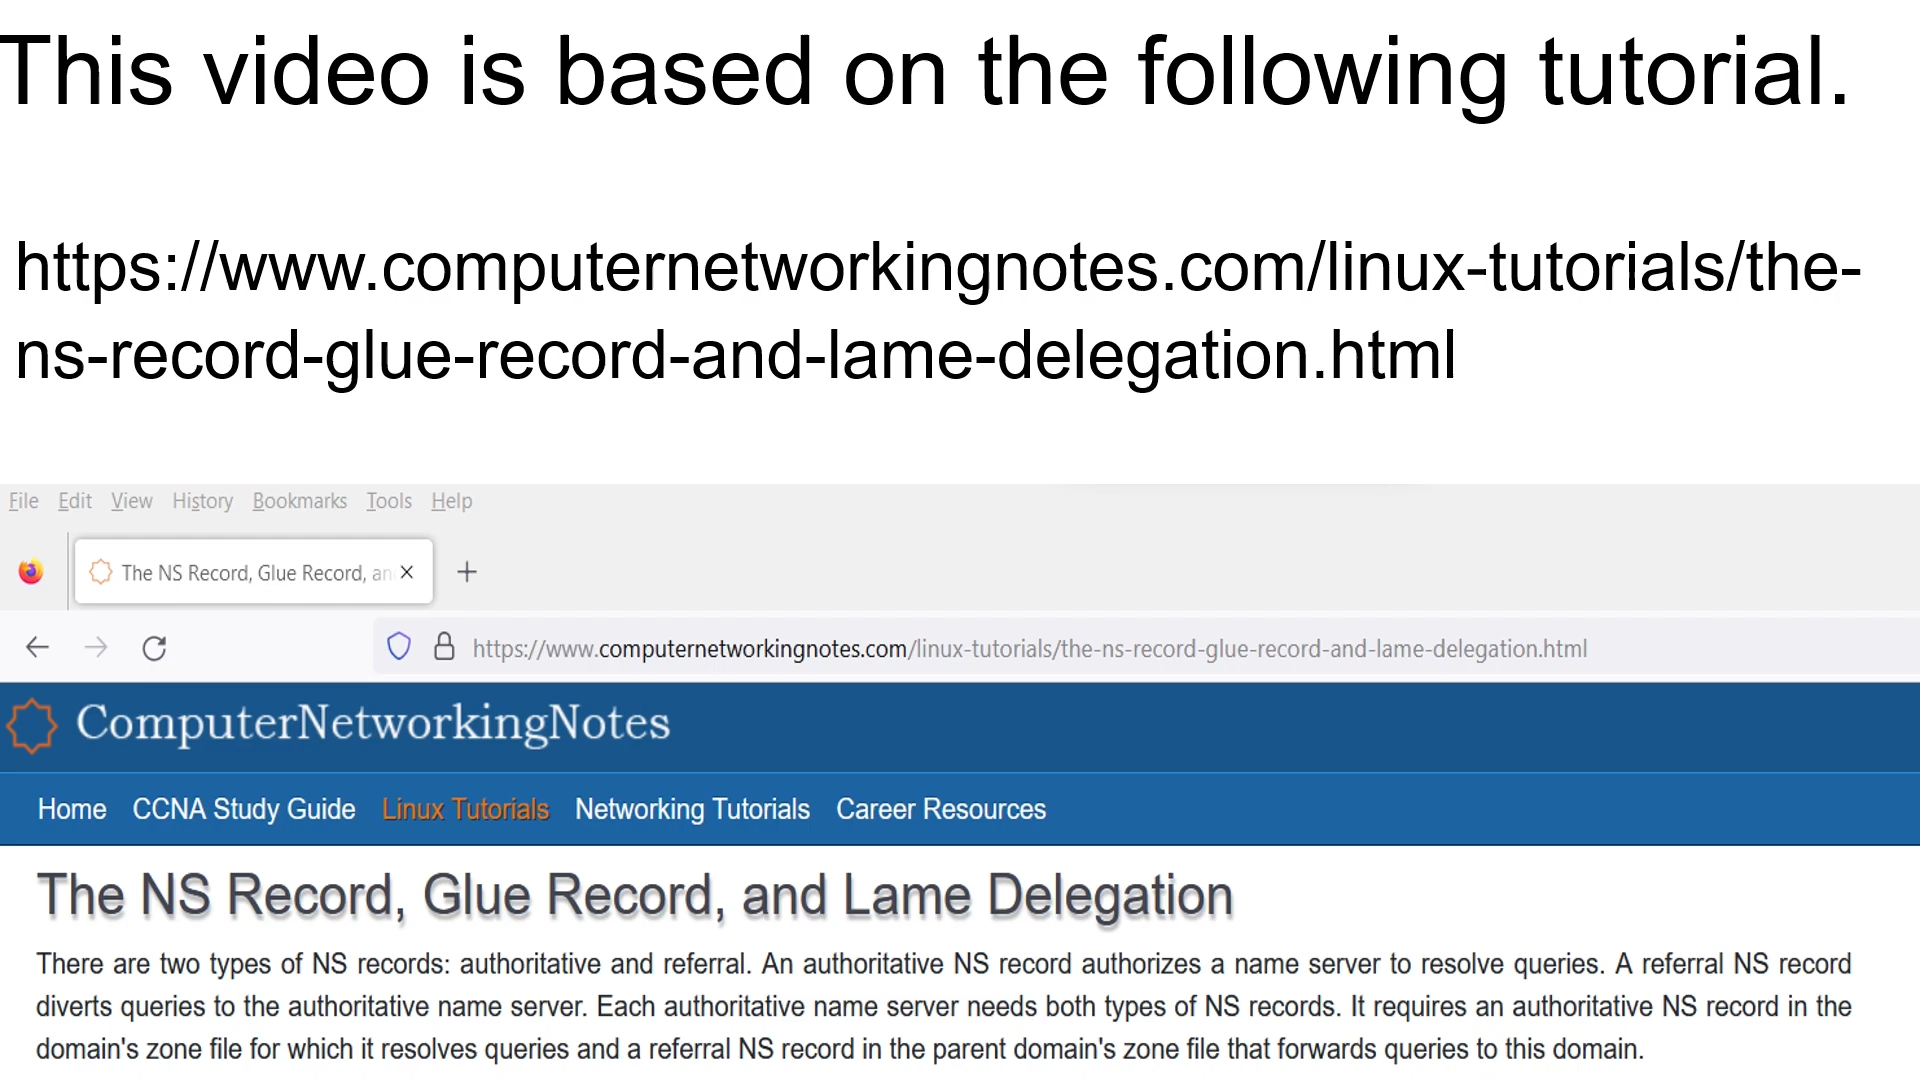 This video is based on the following tutorial.
https://www.computernetworkingnotes.com/linux-tutorials/the-
ns-record-glue-record-and-lame-delegation.html
File Edit View History Bookmarks Tools Help
The NS Record, Glue Record, an
https://www.computernetworkingnotes.com/linux-tutorials/the-ns-record-glue-record-and-lame-delegation.html
ComputerNetworkingNotes
Home CCNA Study Guide Linux Tutorials Networking Tutorials Career Resources
The NS Record, Glue Record, and Lame Delegation
There are two types of NS records: authoritative and referral. An authoritative NS record authorizes a name server to resolve queries. A referral NS record
diverts queries to the authoritative name server. Each authoritative name server needs both types of NS records. It requires an authoritative NS record in the
domain's zone file for which it resolves queries and a referral NS record in the parent domain's zone file that forwards queries to this domain.